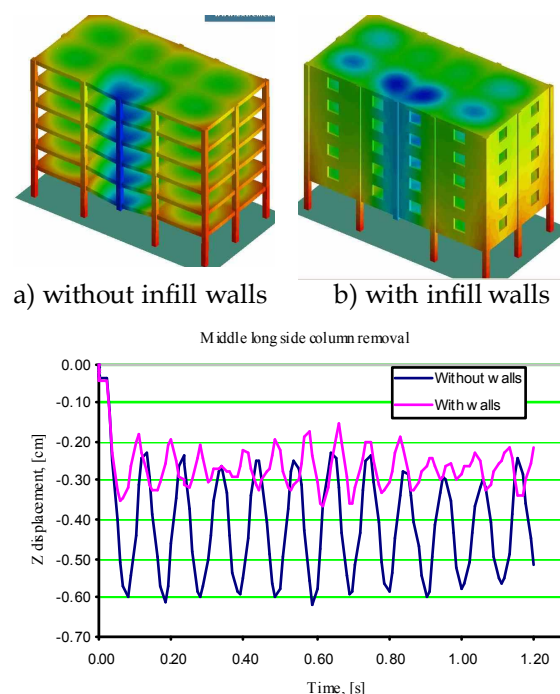 a) without infill walls
b) with infill walls
Middle long side column removal
0.00
-0.10
-0.20
-0.30
-0.40
-0.50
-0.60
-0.70
Z displacement, [cm]
Without walls
With walls
0.00 0.20 0.40 0.60 0.80 1.00 1.20
Time, [s]